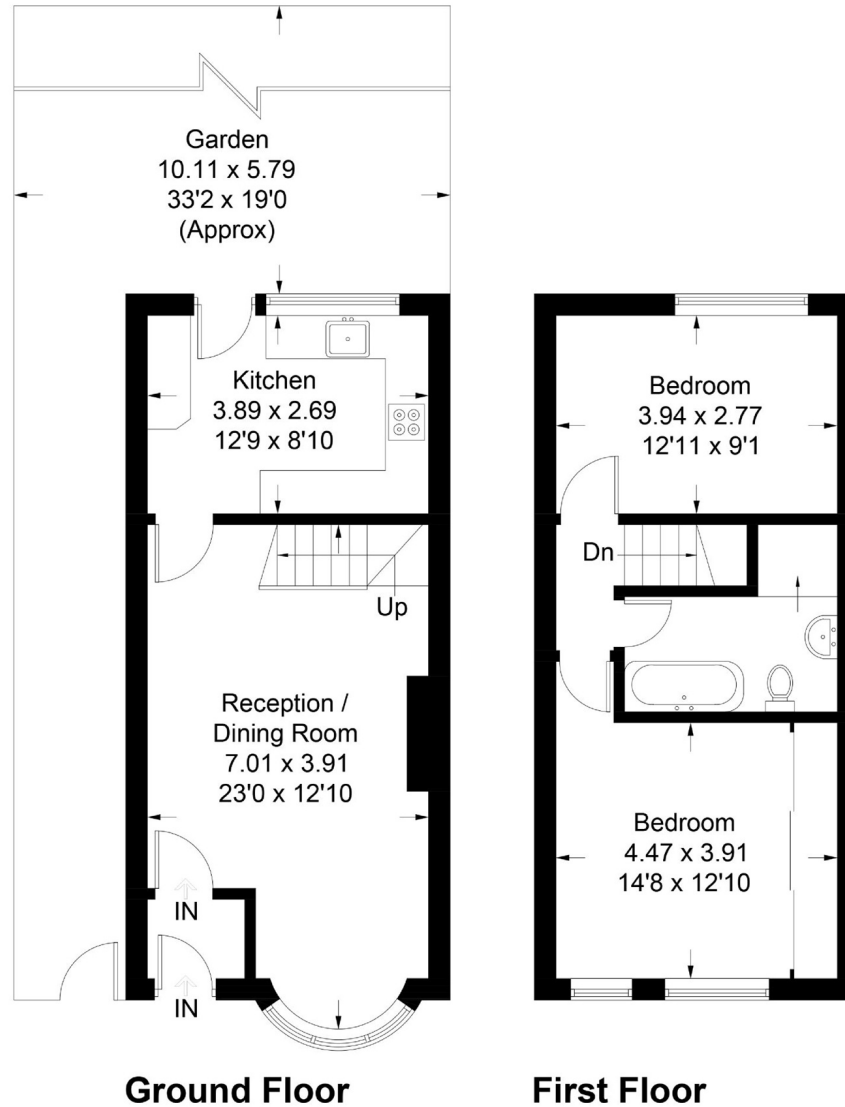 Garden
10.11 x 5.79
33'2 x 19'0
(Approx)
Kitchen
3.89 x 2.69
12'9 x 8'10
Up
Reception /
Dining Room
7.01 x 3.91
23'0 x 12'10
IN
IN
Ground Floor
Bedroom
3.94 x 2.77
12'11 x 9'1
Dn
Bedroom
4.47 x 3.91
14'8 x 12'10
First Floor